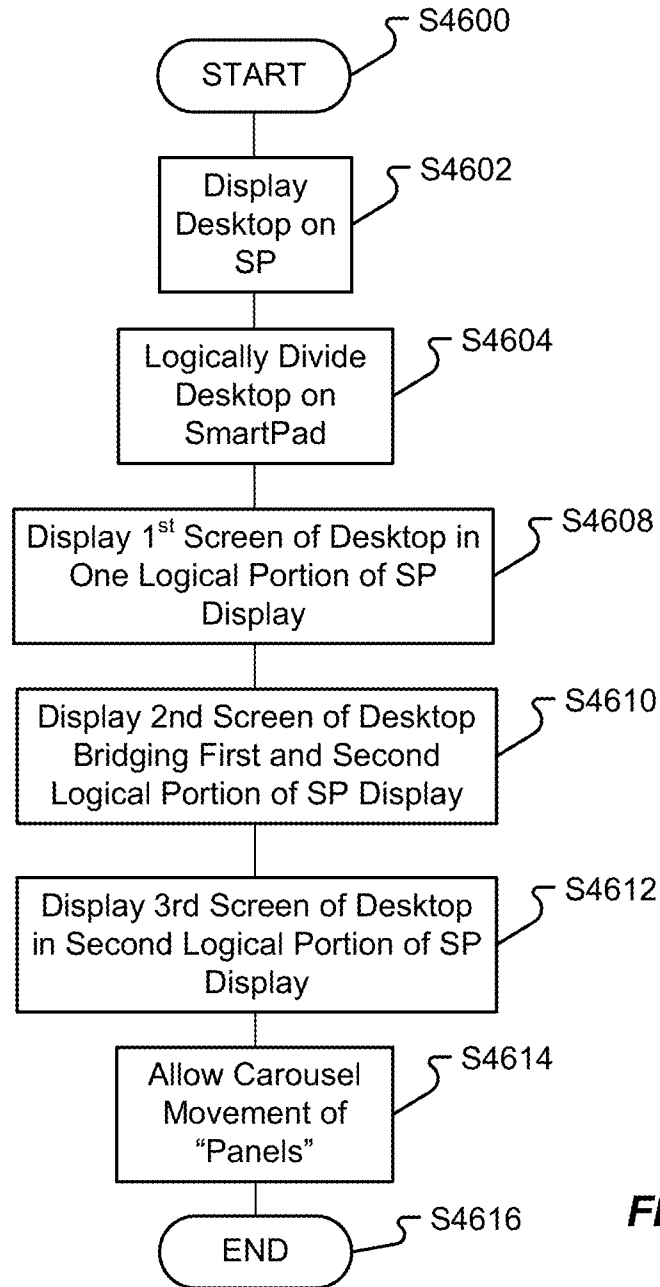 START
S4600
Display
Desktop on
SP
S4602
Logically Divide
Desktop on
SmartPad
S4604
Display 1st Screen of Desktop in
One Logical Portion of SP
Display
S4608
Display 2nd Screen of Desktop
Bridging First and Second
Logical Portion of SP Display
S4610
Display 3rd Screen of Desktop
in Second Logical Portion of SP
Display
S4612
Allow Carousel
Movement of
“Panels”
S4614
END
S4616